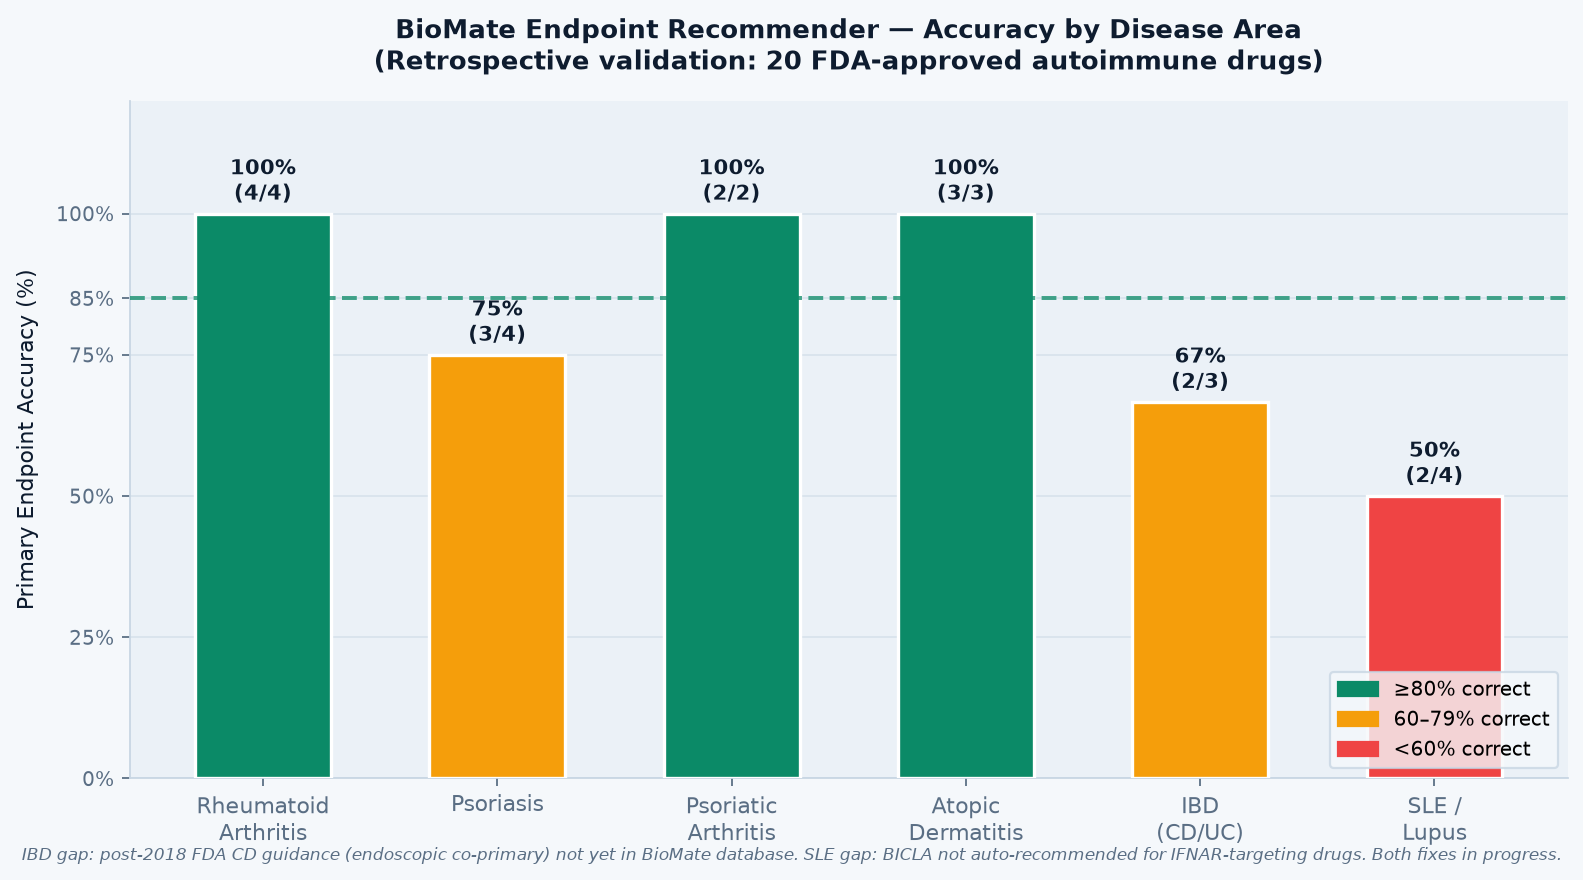 BioMate Endpoint Recommender — Accuracy by Disease Area
(Retrospective validation: 20 FDA-approved autoimmune drugs)
Primary Endpoint Accuracy (%)
100%
85%
75%
50%
25%
0%
100%
(4/4)
75%
(3/4)
100%
(2/2)
100%
(3/3)
67%
(2/3)
50%
(2/4)
≥80% correct
60–79% correct
<60% correct
Rheumatoid
Arthritis
Psoriasis
Psoriatic
Arthritis
Atopic
Dermatitis
IBD
(CD/UC)
SLE /
Lupus
IBD gap: post-2018 FDA CD guidance (endoscopic co-primary) not yet in BioMate database. SLE gap: BICLA not auto-recommended for IFNAR-targeting drugs. Both fixes in progress.